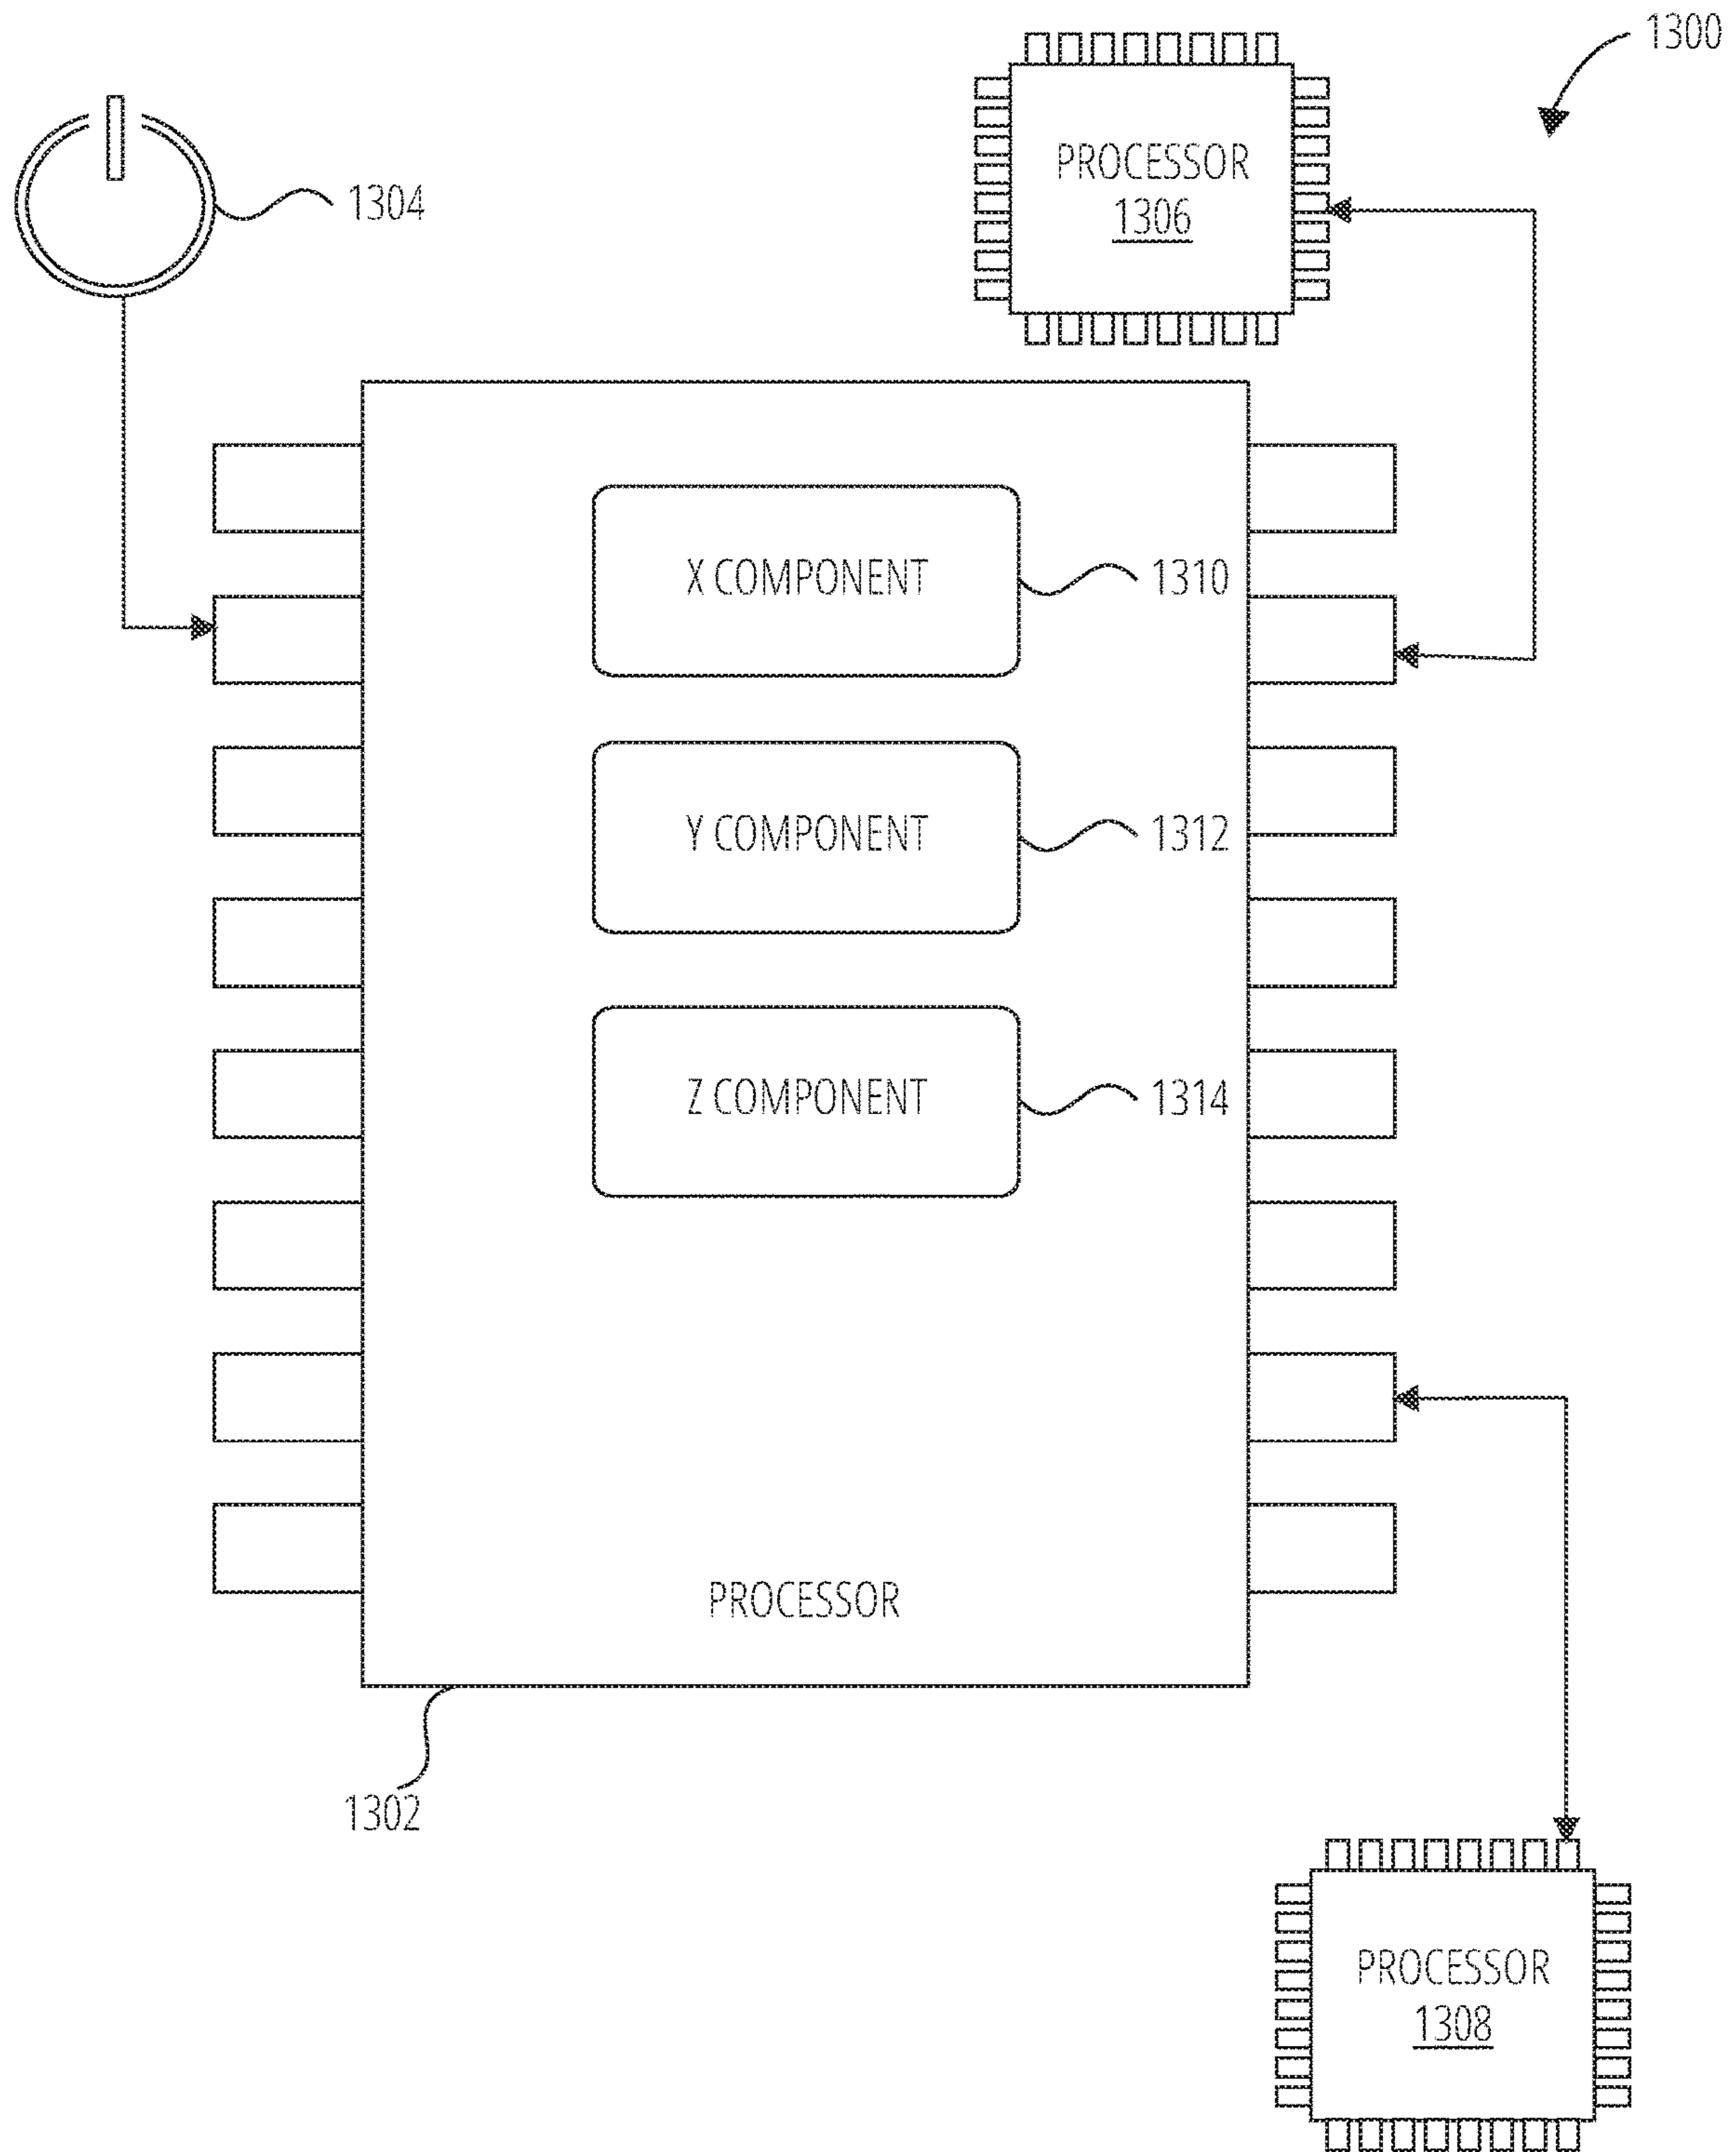 1300
PROCESSOR
1306
1304
X COMPONENT
1310
Y COMPONENT
1312
Z COMPONENT
1314
PROCESSOR
1302
PROCESSOR
1308